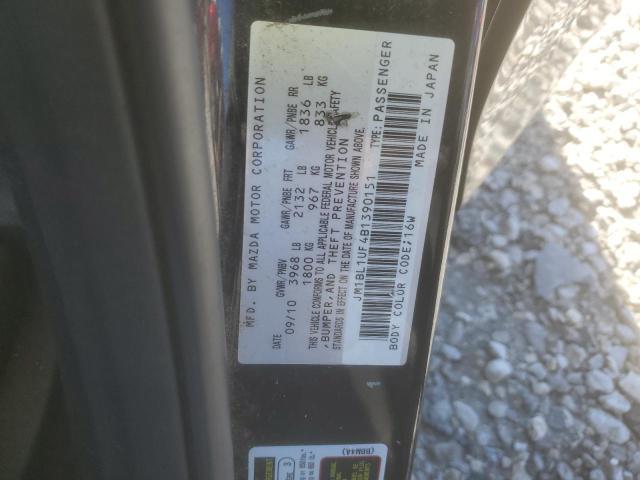 MFD. BY MAZDA MOTOR CORPORATION
DATE GVWR/PNBV GAWR/PNBE FRT GAWR/PNBE RR
09/10 3968 LB 2132 LB 1836 LB
1800 KG 967 KG 833 KG
THIS VEHICLE CONFORMS TO ALL APPLICABLE FEDERAL MOTOR VEHICLE SAFETY
, BUMPER, AND THEFT PREVENTION
STANDARDS IN EFFECT ON THE DATE OF MANUFACTURE SHOWN ABOVE.
JM1BL1UF4B1390151 TYPE: PASSENGER
BODY COLOR CODE;16W MADE IN JAPAN
(BBM4A)